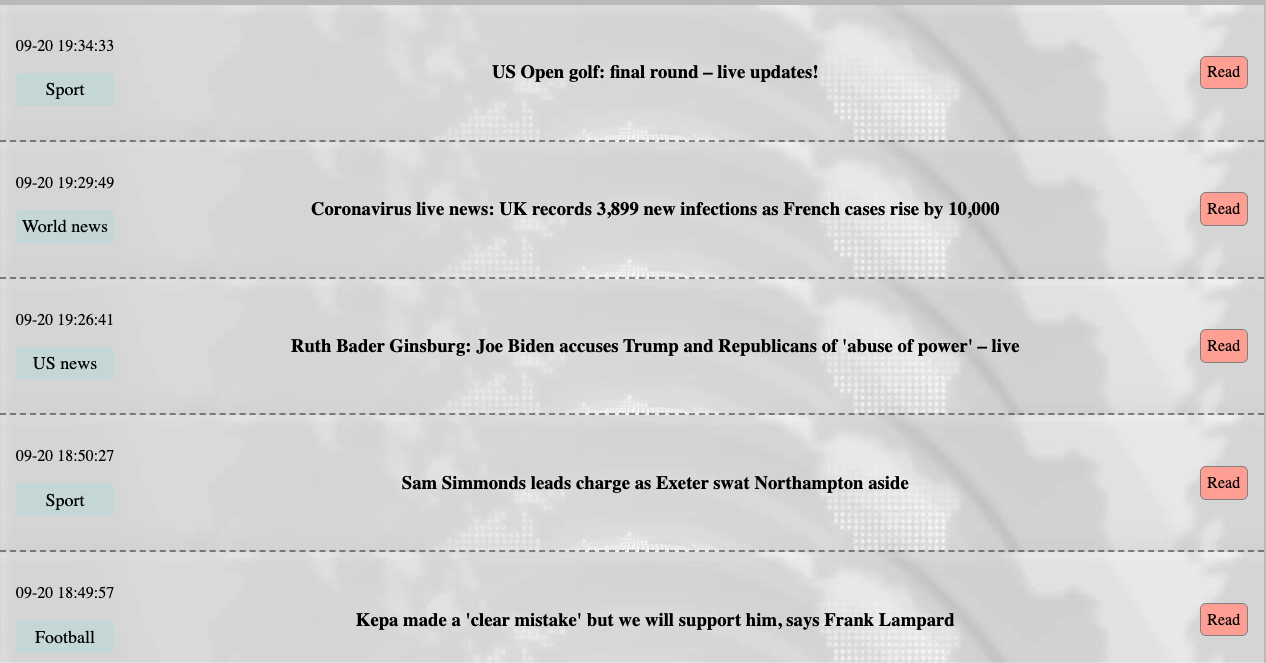 09-20 19:34:33
Sport
US Open golf: final round – live updates!
Read
09-20 19:29:49
World news
Coronavirus live news: UK records 3,899 new infections as French cases rise by 10,000
Read
09-20 19:26:41
US news
Ruth Bader Ginsburg: Joe Biden accuses Trump and Republicans of 'abuse of power' – live
Read
09-20 18:50:27
Sport
Sam Simmonds leads charge as Exeter swat Northampton aside
Read
09-20 18:49:57
Football
Kepa made a 'clear mistake' but we will support him, says Frank Lampard
Read